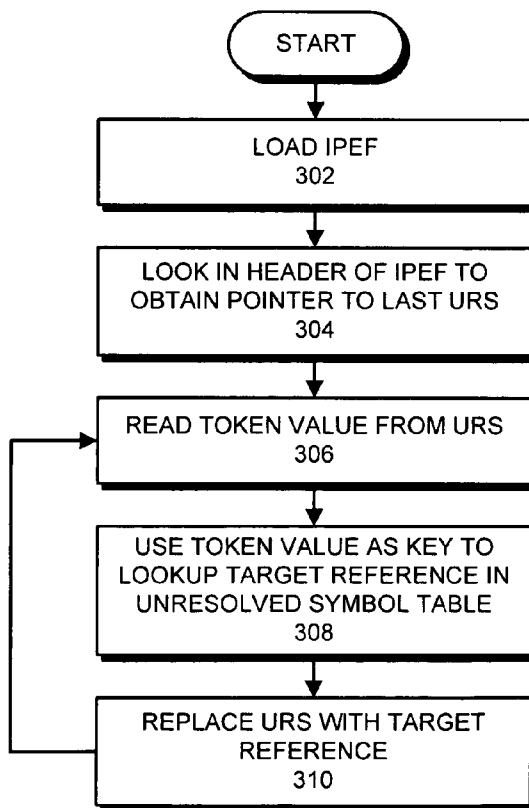 START
LOAD IPEF
302
LOOK IN HEADER OF IPEF TO
OBTAIN POINTER TO LAST URS
304
READ TOKEN VALUE FROM URS
306
USE TOKEN VALUE AS KEY TO
LOOKUP TARGET REFERENCE IN
UNRESOLVED SYMBOL TABLE
308
REPLACE URS WITH TARGET
REFERENCE
310